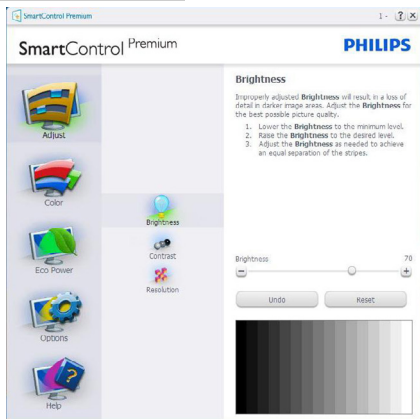 SmartControl Premium
1 - ? X
SmartControl Premium
PHILIPS
Adjust
Color
Eco Power
Options
Help
Brightness
Contrast
Resolution
Brightness
Improperly adjusted Brightness will result in a loss of
detail in darker image areas. Adjust the Brightness for
the best possible picture quality.
1. Lower the Brightness to the minimum level.
2. Raise the Brightness to the desired level.
3. Adjust the Brightness as needed to achieve
an equal separation of the stripes.
Brightness 70
Undo Reset